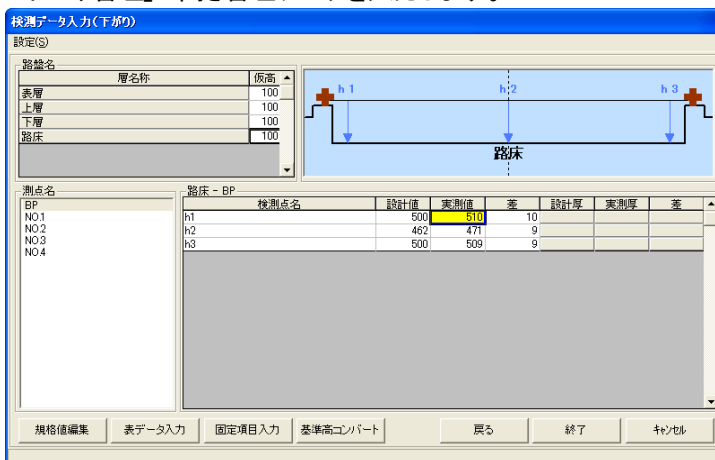 検測データ入力(下がり)
設定(S)
路盤名
層名称 仮高
表層 100
上層 100
下層 100
路床 100
h 1 h 2 h 3
路床
測点名
BP
NO.1
NO.2
NO.3
NO.4
路床 - BP
検測点名 設計値 実測値 差 設計厚 実測厚 差
h1 500 510 10
h2 462 471 9
h3 500 509 9
規格値編集 表データ入力 固定項目入力 基準高コンバート 戻る 終了 キャンセル